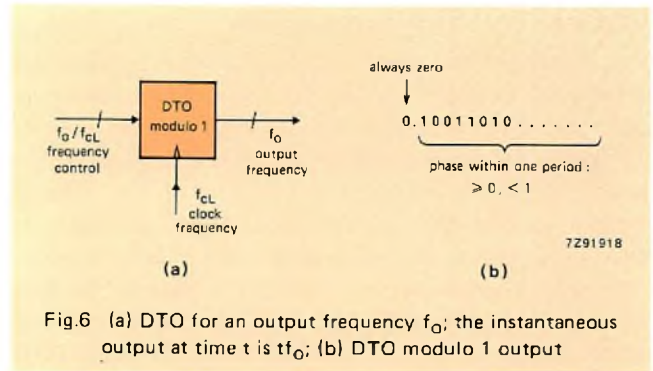 DTO
modulo 1
f₀/f_CL
frequency
control
f₀
output
frequency
f_CL
clock
frequency
(a)
always zero
0.10011010.......
phase within one period :
⩾ 0, < 1
7Z91918
(b)
Fig.6 (a) DTO for an output frequency f₀; the instantaneous
output at time t is tf₀; (b) DTO modulo 1 output